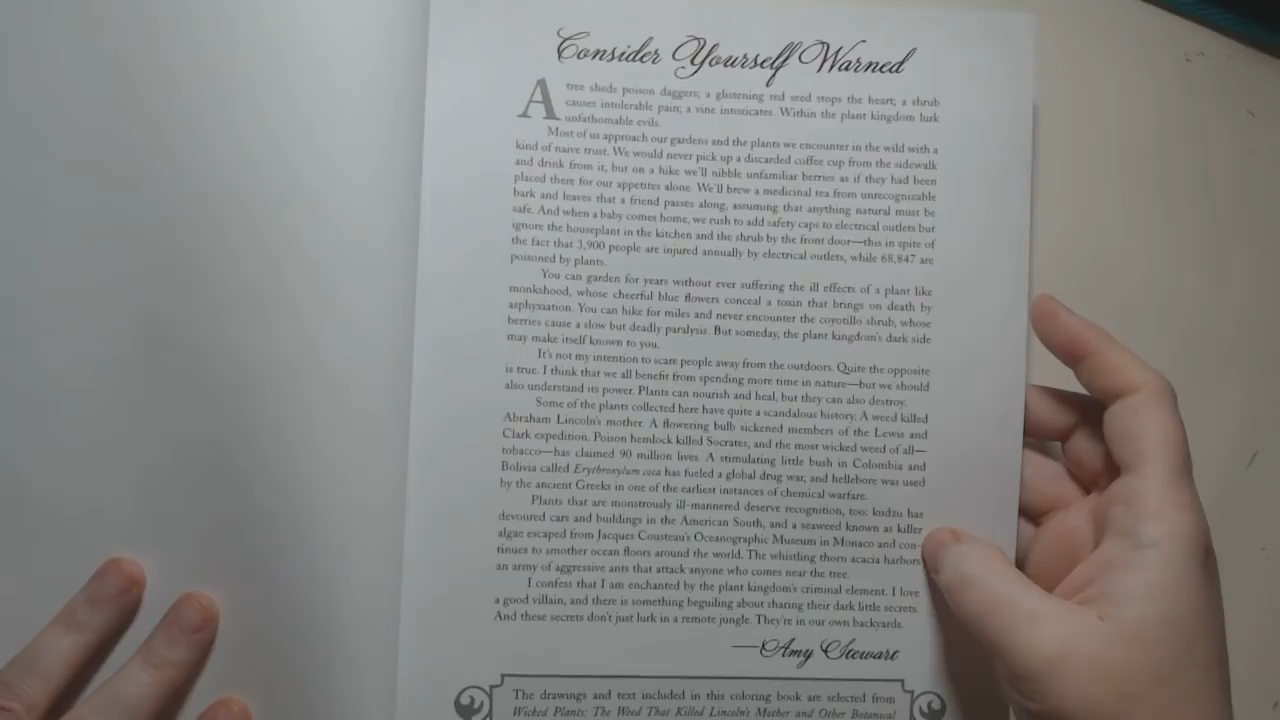 Consider Yourself Warned
A tree sheds poison daggers; a glistening red seed stops the heart; a shrub
causes intolerable pain; a vine intoxicates. Within the plant kingdom lurk
unfathomable evils.
Most of us approach our gardens and the plants we encounter in the wild with a
kind of naive trust. We would never pick up a discarded coffee cup from the sidewalk
and drink from it, but on a hike we'll nibble unfamiliar berries as if they had been
placed there for our appetites alone. We'll brew a medicinal tea from unrecognizable
bark and leaves that a friend passes along, assuming that anything natural must be
safe. And when a baby comes home, we rush to add safety caps to electrical outlets but
ignore the houseplant in the kitchen and the shrub by the front door—this in spite of
the fact that 3,900 people are injured annually by electrical outlets, while 68,847 are
poisoned by plants.
You can garden for years without ever suffering the ill effects of a plant like
monkshood, whose cheerful blue flowers conceal a toxin that brings on death by
asphyxiation. You can hike for miles and never encounter the coyotillo shrub, whose
berries cause a slow but deadly paralysis. But someday, the plant kingdom's dark side
may make itself known to you.
It's not my intention to scare people away from the outdoors. Quite the opposite
is true. I think that we all benefit from spending more time in nature—but we should
also understand its power. Plants can nourish and heal, but they can also destroy.
Some of the plants collected here have quite a scandalous history. A weed killed
Abraham Lincoln's mother. A flowering bulb sickened members of the Lewis and
Clark expedition. Poison hemlock killed Socrates, and the most wicked weed of all—
tobacco—has claimed 90 million lives. A stimulating little bush in Colombia and
Bolivia called Erythroxylum coca has fueled a global drug war, and hellebore was used
by the ancient Greeks in one of the earliest instances of chemical warfare.
Plants that are monstrously ill-mannered deserve recognition, too: kudzu has
devoured cars and buildings in the American South, and a seaweed known as killer
algae escaped from Jacques Cousteau's Oceanographic Museum in Monaco and con-
tinues to smother ocean floors around the world. The whistling thorn acacia harbors
an army of aggressive ants that attack anyone who comes near the tree.
I confess that I am enchanted by the plant kingdom's criminal element. I love
a good villain, and there is something beguiling about sharing their dark little secrets.
And these secrets don't just lurk in a remote jungle. They're in our own backyards.
—Amy Stewart
The drawings and text included in this coloring book are selected from
Wicked Plants: The Weed That Killed Lincoln's Mother and Other Botanical